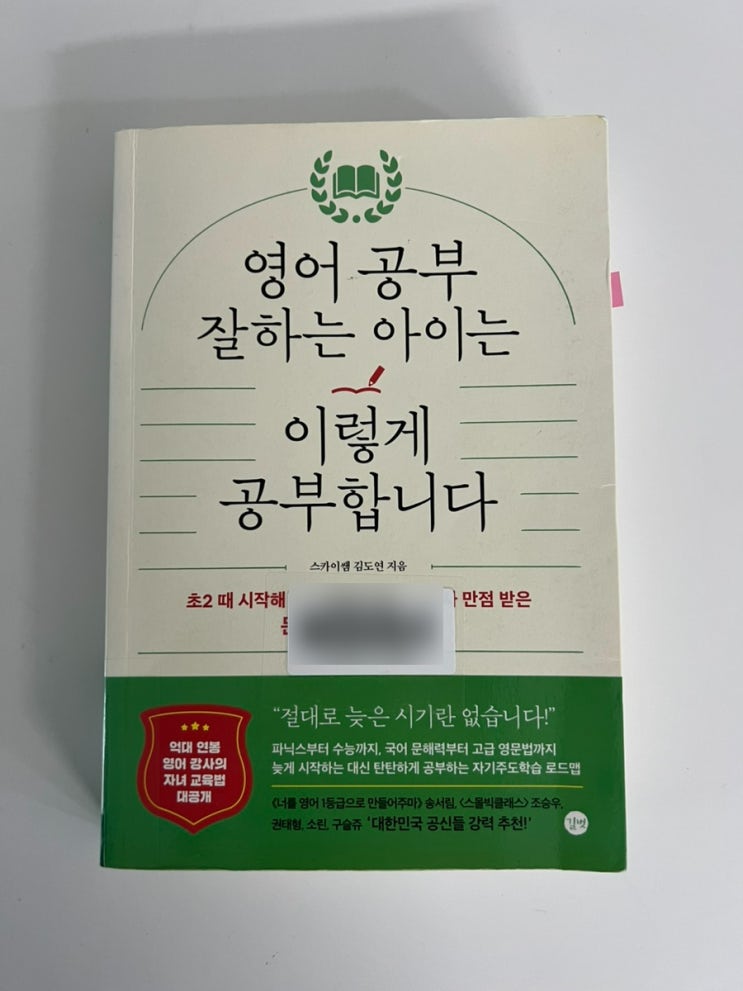 영어 공부
잘하는 아이는
이렇게
공부합니다
스카이쌤 김도연 지음
초2 때 시작해
만점 받은
억대 연봉
영어 강사의
자녀 교육법
대공개
“절대로 늦은 시기란 없습니다!”
파닉스부터 수능까지, 국어 문해력부터 고급 영문법까지
늦게 시작하는 대신 탄탄하게 공부하는 자기주도학습 로드맵
《너를 영어 1등급으로 만들어주마》 송서림, 〈스몰빅클래스〉 조승우,
권태형, 소린, 구슬쥬 ‘대한민국 공신들 강력 추천!’
길벗